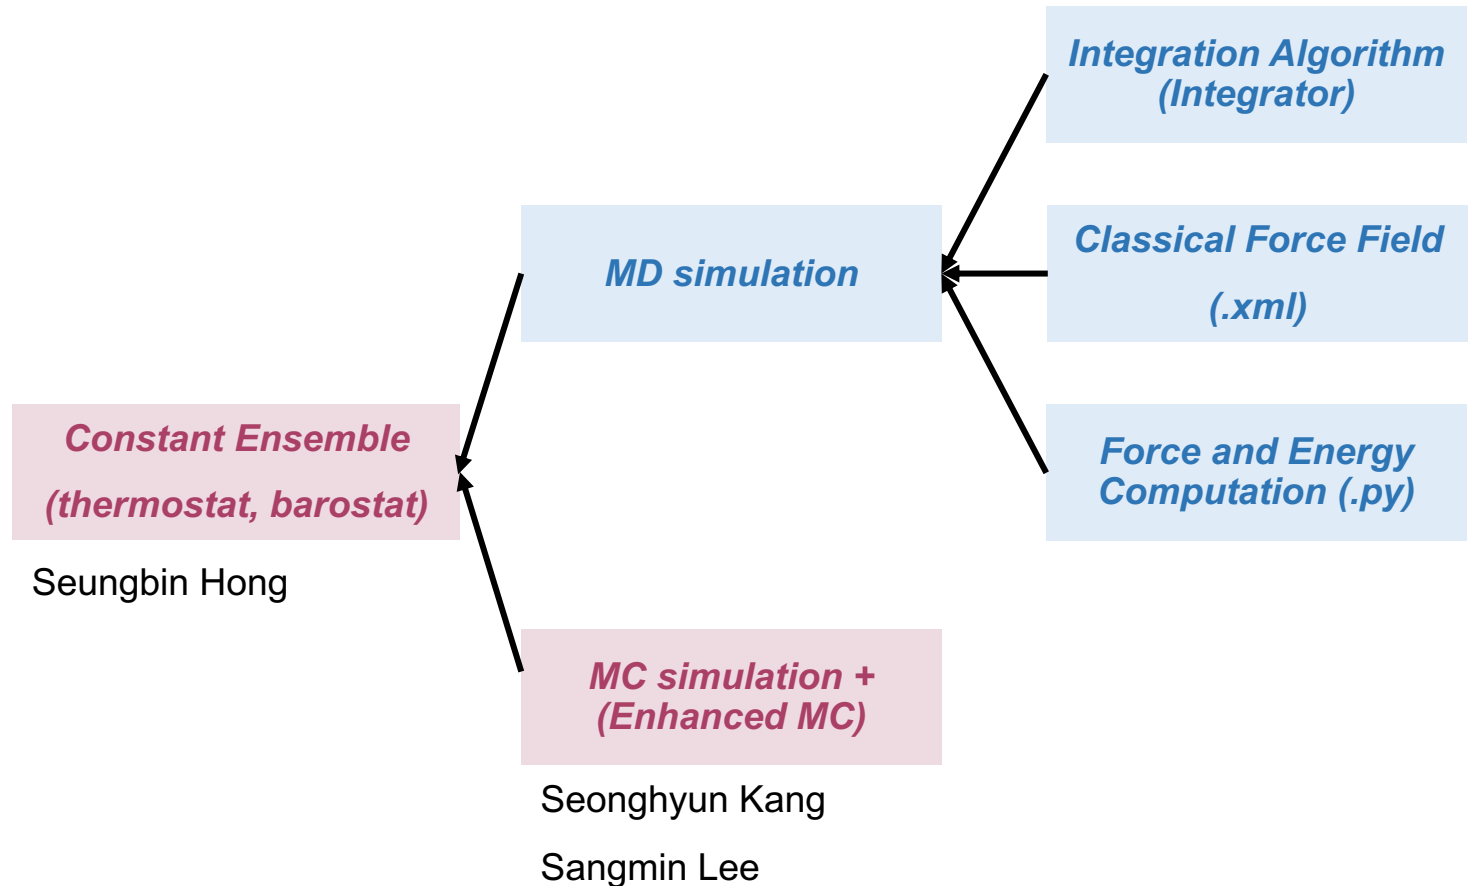 Integration Algorithm
(Integrator)
MD simulation
Classical Force Field
(.xml)
Constant Ensemble
(thermostat, barostat)
Seungbin Hong
Force and Energy
Computation (.py)
MC simulation +
(Enhanced MC)
Seonghyun Kang
Sangmin Lee